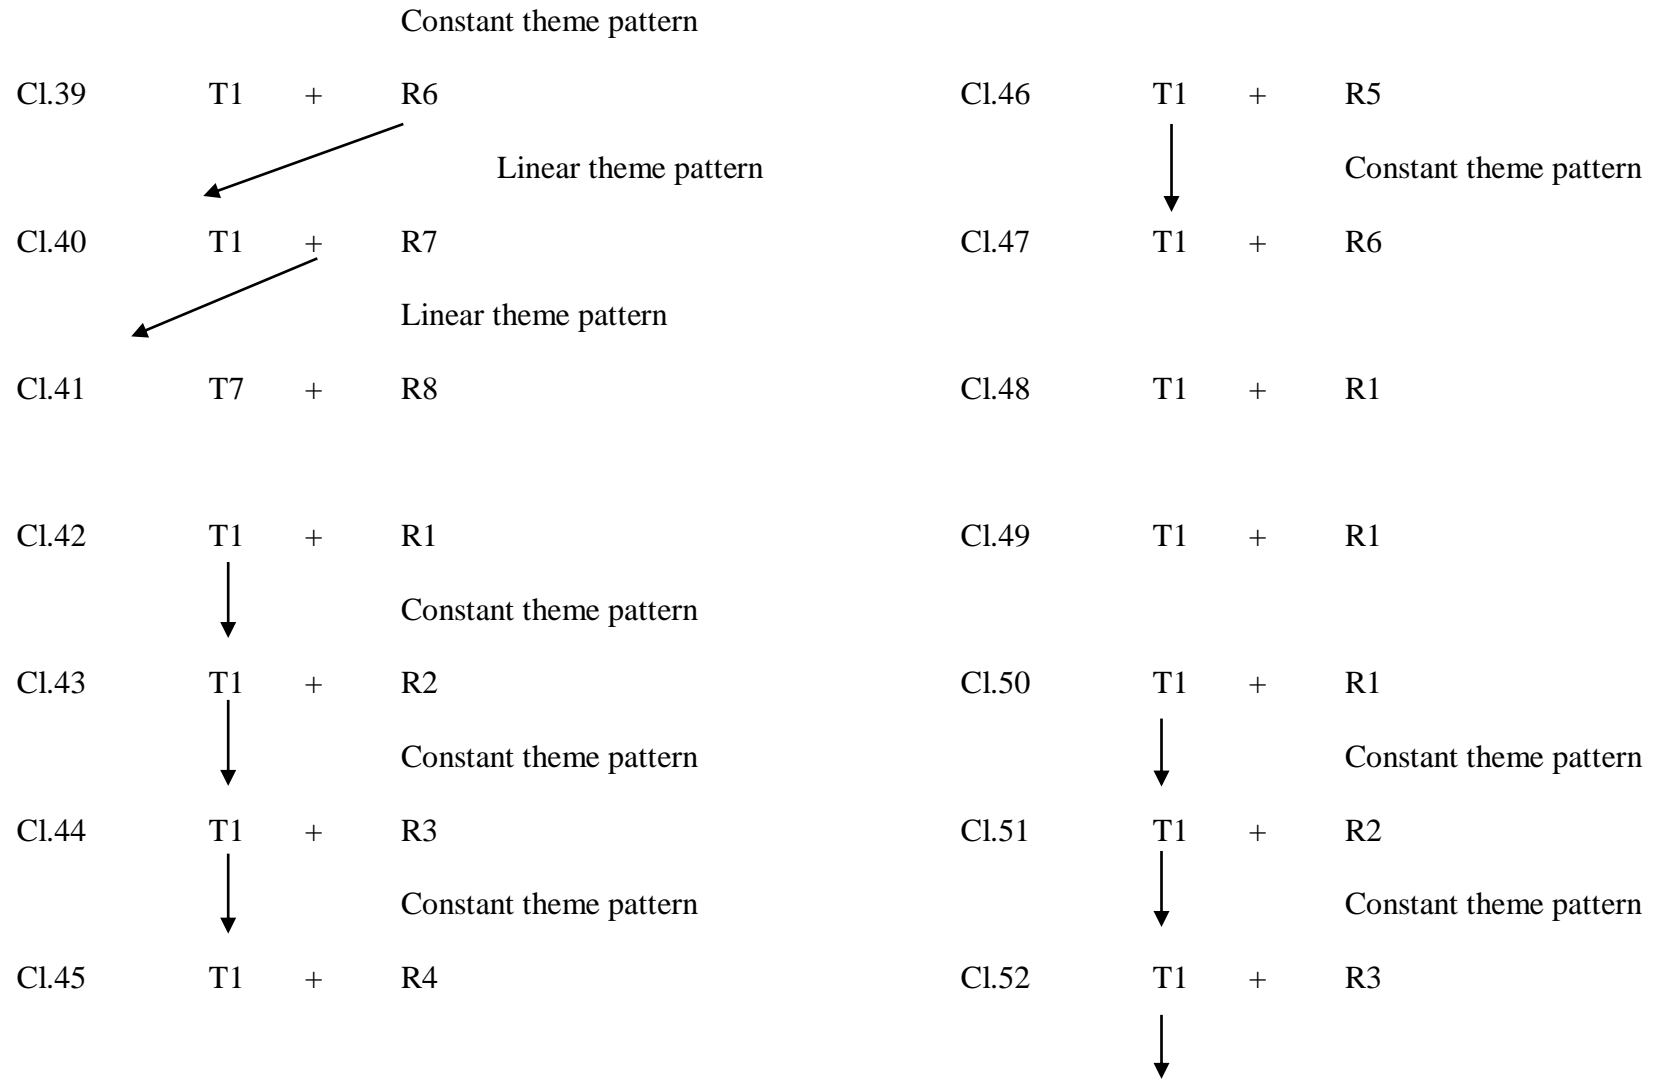 Constant theme pattern
Cl.39 T1 + R6
Linear theme pattern
Cl.40 T1 + R7
Linear theme pattern
Cl.41 T7 + R8
Cl.42 T1 + R1
Constant theme pattern
Cl.43 T1 + R2
Constant theme pattern
Cl.44 T1 + R3
Constant theme pattern
Cl.45 T1 + R4
Cl.46 T1 + R5
Constant theme pattern
Cl.47 T1 + R6
Cl.48 T1 + R1
Cl.49 T1 + R1
Cl.50 T1 + R1
Constant theme pattern
Cl.51 T1 + R2
Constant theme pattern
Cl.52 T1 + R3